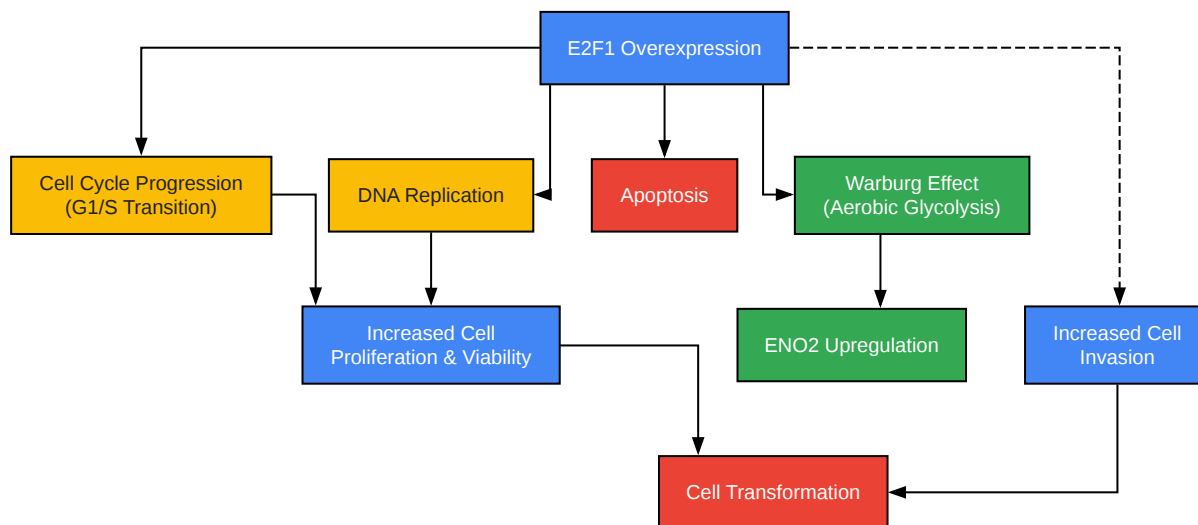 E2F1 Overexpression
Cell Cycle Progression
(G1/S Transition)
DNA Replication
Apoptosis
Warburg Effect
(Aerobic Glycolysis)
Increased Cell
Proliferation & Viability
ENO2 Upregulation
Increased Cell
Invasion
Cell Transformation